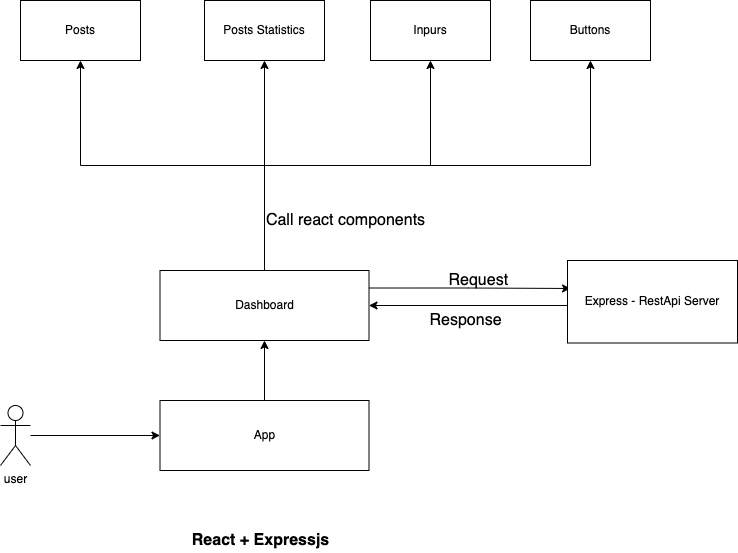 Posts
Posts Statistics
Inpurs
Buttons
Call react components
Request
Dashboard
Express - RestApi Server
Response
App
user
React + Expressjs